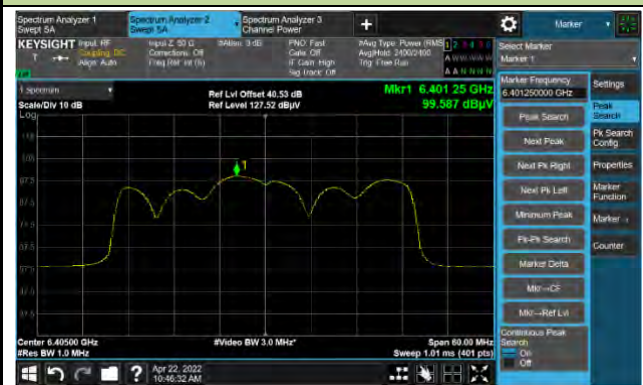 Spectrum Analyzer 1
Swept SA
Spectrum Analyzer 2
Swept SA
Spectrum Analyzer 3
Channel Power
Marker
KEYSIGHT
Input: RF
Coupling: DC
Align: Auto
Input Z: 50 Ω
Corrections: Off
Freq Ref: Int (S)
#Atten: 3 dB
PNO: Fast
Gate: Off
IF Gain: High
Sig Track: Off
#Avg Type: Power (RMS)
Avg|Hold: 2400/2400
Trig: Free Run
Select Marker
Marker 1
1 Spectrum
Scale/Div 10 dB
Log
Ref Lvl Offset 40.53 dB
Ref Level 127.52 dBµV
Mkr1 6.401 25 GHz
99.587 dBµV
1
Marker Frequency
6.401250000 GHz
Peak Search
Next Peak
Next Pk Right
Next Pk Left
Minimum Peak
Pk-Pk Search
Marker Delta
Mkr→CF
Mkr→Ref Lvl
Continuous Peak
Search
On
Off
Settings
Peak
Search
Pk Search
Config
Properties
Marker
Function
Marker→
Counter
Center 6.40500 GHz
#Res BW 1.0 MHz
#Video BW 3.0 MHz*
Span 60.00 MHz
Sweep 1.01 ms (401 pts)
Apr 22, 2022
10:46:32 AM